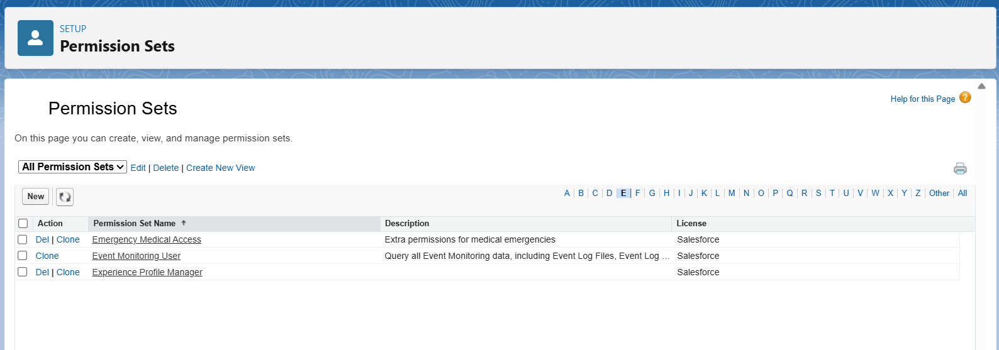 SETUP
Permission Sets
Help for this Page ?
Permission Sets
On this page you can create, view, and manage permission sets.
All Permission Sets Edit | Delete | Create New View
New A B C D E F G H I J K L M N O P Q R S T U V W X Y Z Other All
Action Permission Set Name ↑ Description License
Del | Clone Emergency Medical Access Extra permissions for medical emergencies Salesforce
Clone Event Monitoring User Query all Event Monitoring data, including Event Log Files, Event Log ... Salesforce
Del | Clone Experience Profile Manager Salesforce